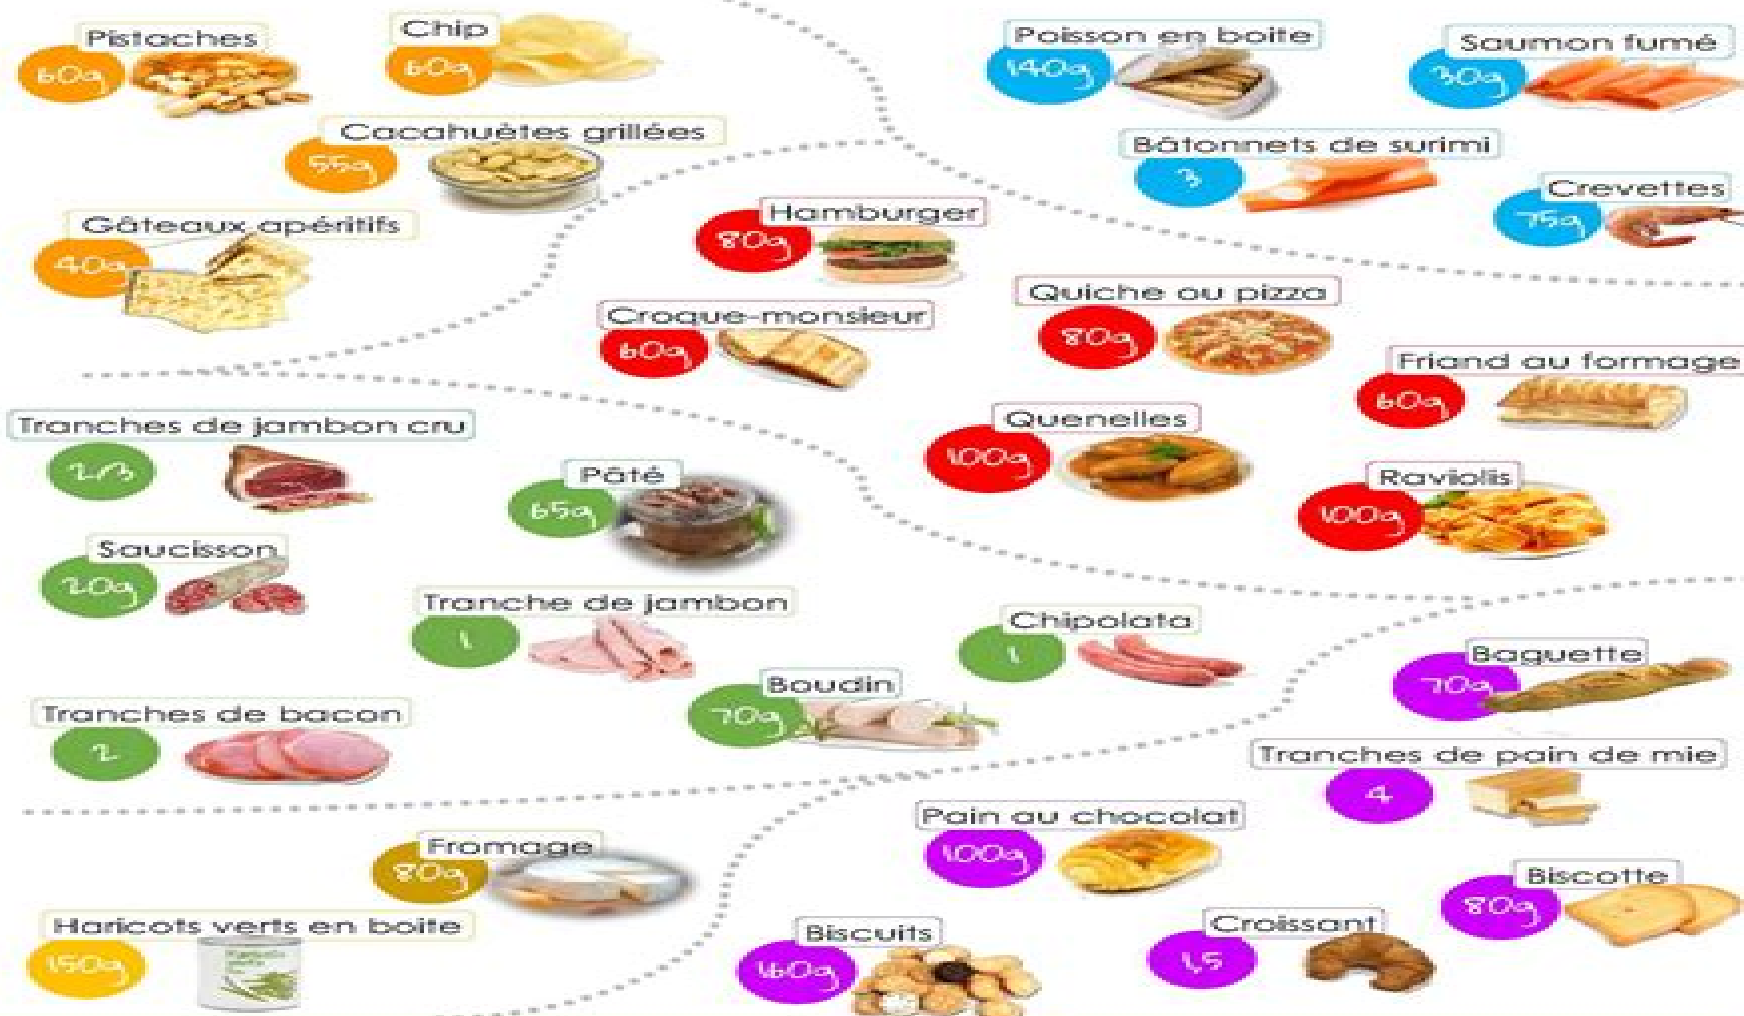 Pistaches
60g
Chip
60g
Cacahuètes grillées
55g
Gâteaux apéritifs
40g
Poisson en boite
140g
Saumon fumé
30g
Bâtonnets de surimi
3
Crevettes
75g
Hamburger
80g
Croque-monsieur
60g
Quiche ou pizza
80g
Friand au formage
60g
Quenelles
100g
Raviolis
100g
Tranches de jambon cru
2/3
Pâté
65g
Saucisson
20g
Tranche de jambon
1
Chipolata
1
Boudin
70g
Tranches de bacon
2
Baguette
70g
Tranches de pain de mie
4
Pain au chocolat
100g
Biscotte
80g
Croissant
1,5
Biscuits
160g
Fromage
80g
Haricots verts en boite
150g